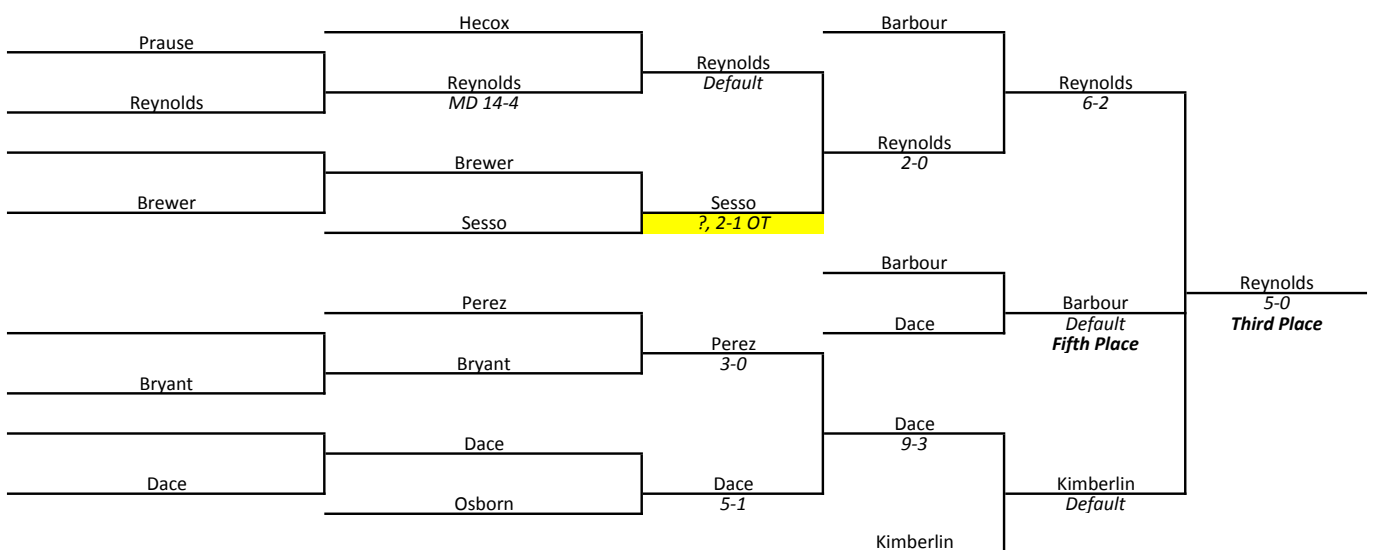 Hecox
Barbour
Prause
Reynolds
Default
Reynolds
MD 14-4
Reynolds
6-2
Reynolds
Reynolds
2-0
Brewer
Brewer
Sesso
?, 2-1 OT
Sesso
Barbour
Reynolds
5-0
Third Place
Perez
Barbour
Default
Fifth Place
Dace
Perez
3-0
Bryant
Bryant
Dace
9-3
Dace
Dace
Dace
5-1
Kimberlin
Default
Osborn
Kimberlin